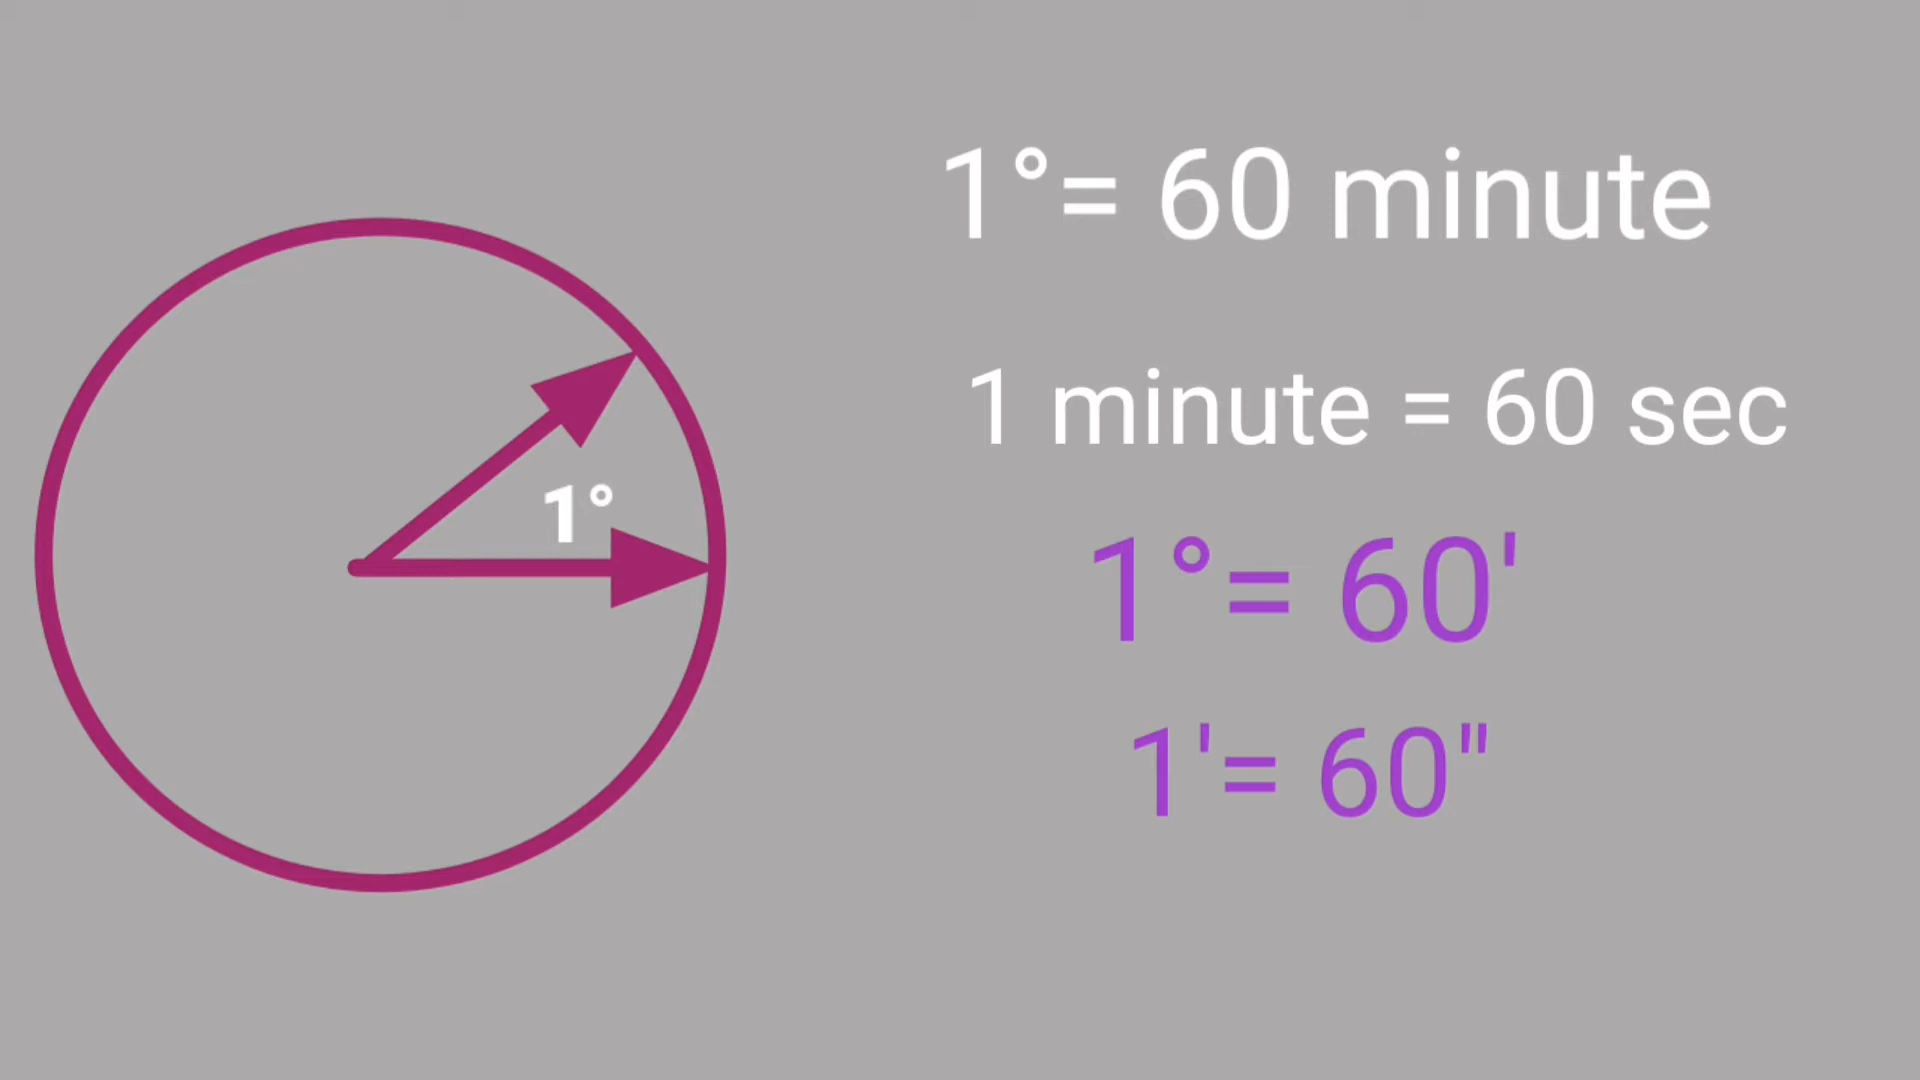 1°= 60 minute
1 minute = 60 sec
1°
1°= 60'
1'= 60"